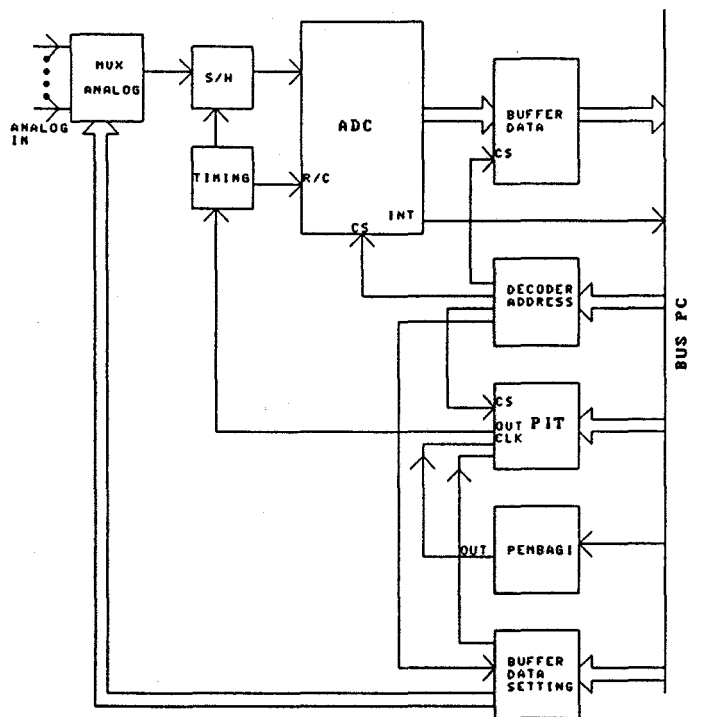 MUX
ANALOG
S/H
ADC
BUFFER
DATA
CS
ANALOG
IN
TIMING
R/C
INT
CS
DECODER
ADDRESS
BUS PC
CS
OUT PIT
CLK
OUT
PEMBAGI
BUFFER
DATA
SETTING